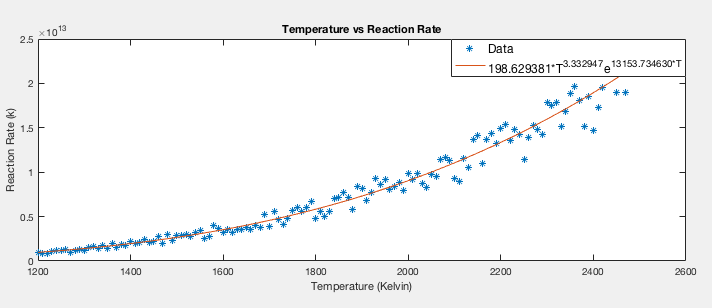 Temperature vs Reaction Rate
×10^13
2.5
2
1.5
1
0.5
0
Reaction Rate (k)
Data
198.629381*T^3.332947 e^13153.734630*T
1200 1400 1600 1800 2000 2200 2400 2600
Temperature (Kelvin)